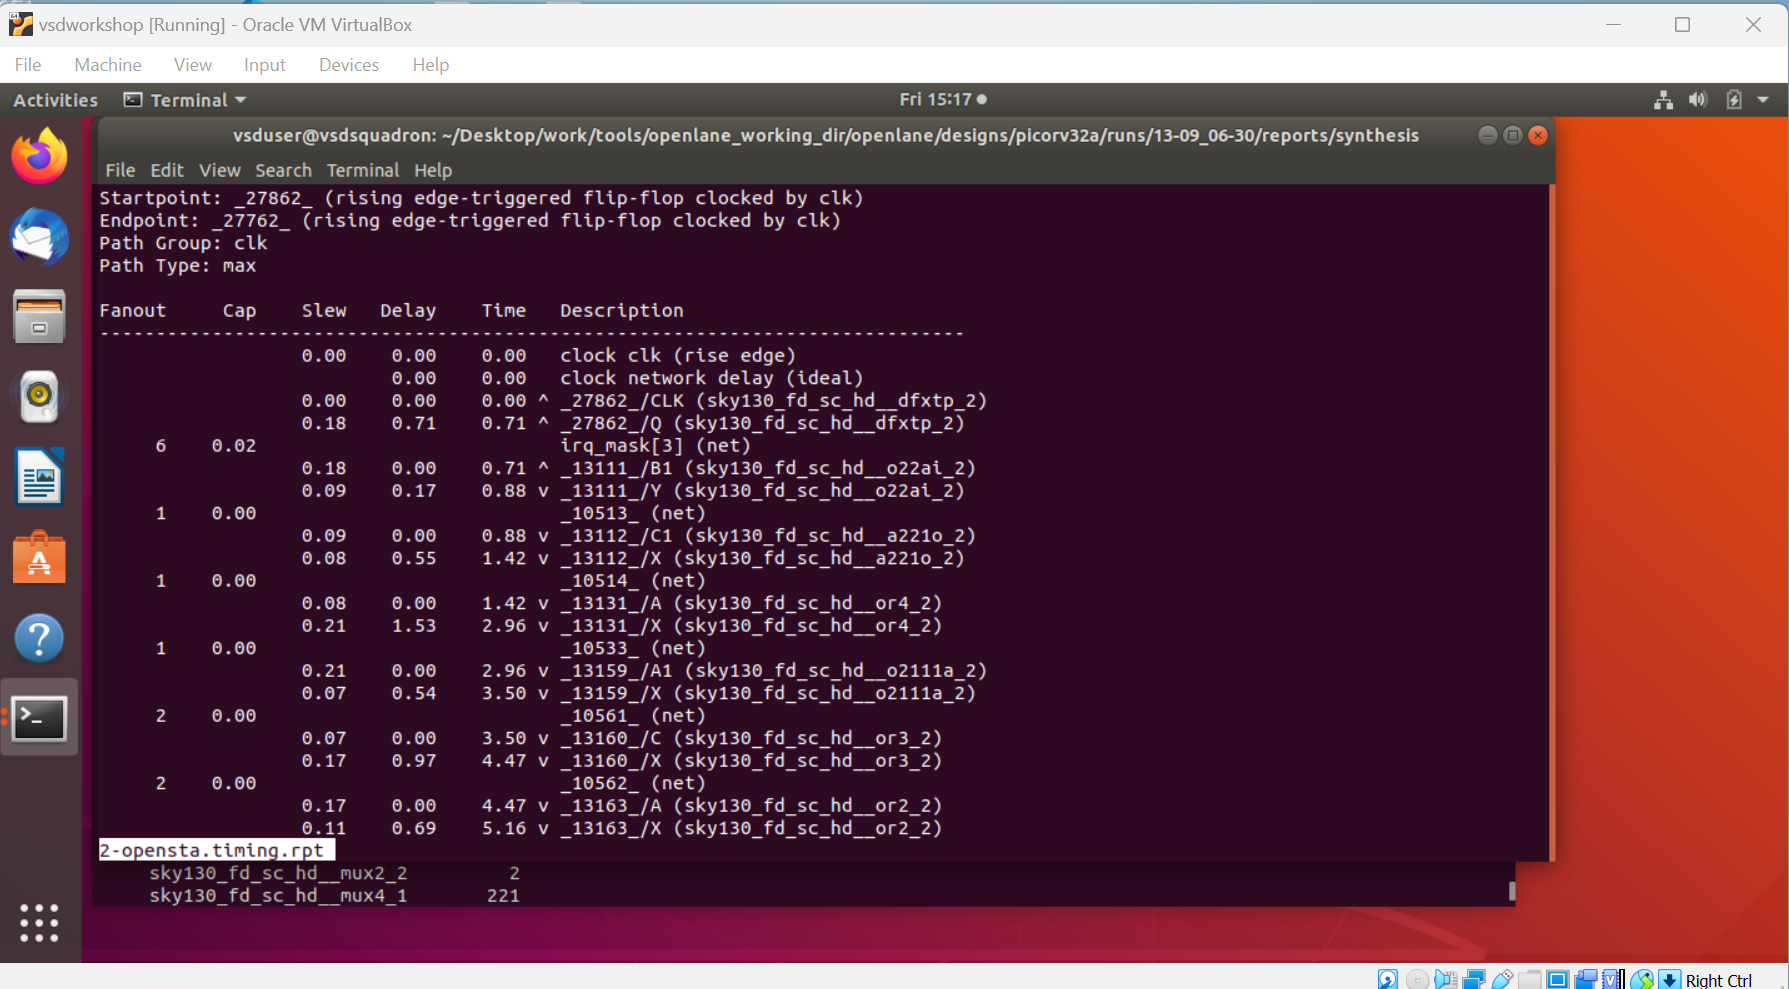 vsdworkshop [Running] - Oracle VM VirtualBox
File Machine View Input Devices Help
Activities Terminal Fri 15:17
vsduser@vsdsquadron: ~/Desktop/work/tools/openlane_working_dir/openlane/designs/picorv32a/runs/13-09_06-30/reports/synthesis
File Edit View Search Terminal Help
Startpoint: _27862_ (rising edge-triggered flip-flop clocked by clk)
Endpoint: _27762_ (rising edge-triggered flip-flop clocked by clk)
Path Group: clk
Path Type: max
Fanout Cap Slew Delay Time Description
-----------------------------------------------------------------------------
0.00 0.00 0.00 clock clk (rise edge)
0.00 0.00 clock network delay (ideal)
0.00 0.00 0.00 ^ _27862_/CLK (sky130_fd_sc_hd__dfxtp_2)
0.18 0.71 0.71 ^ _27862_/Q (sky130_fd_sc_hd__dfxtp_2)
6 0.02 irq_mask[3] (net)
0.18 0.00 0.71 ^ _13111_/B1 (sky130_fd_sc_hd__o22ai_2)
0.09 0.17 0.88 v _13111_/Y (sky130_fd_sc_hd__o22ai_2)
1 0.00 _10513_ (net)
0.09 0.00 0.88 v _13112_/C1 (sky130_fd_sc_hd__a221o_2)
0.08 0.55 1.42 v _13112_/X (sky130_fd_sc_hd__a221o_2)
1 0.00 _10514_ (net)
0.08 0.00 1.42 v _13131_/A (sky130_fd_sc_hd__or4_2)
0.21 1.53 2.96 v _13131_/X (sky130_fd_sc_hd__or4_2)
1 0.00 _10533_ (net)
0.21 0.00 2.96 v _13159_/A1 (sky130_fd_sc_hd__o2111a_2)
0.07 0.54 3.50 v _13159_/X (sky130_fd_sc_hd__o2111a_2)
2 0.00 _10561_ (net)
0.07 0.00 3.50 v _13160_/C (sky130_fd_sc_hd__or3_2)
0.17 0.97 4.47 v _13160_/X (sky130_fd_sc_hd__or3_2)
2 0.00 _10562_ (net)
0.17 0.00 4.47 v _13163_/A (sky130_fd_sc_hd__or2_2)
0.11 0.69 5.16 v _13163_/X (sky130_fd_sc_hd__or2_2)
2-opensta.timing.rpt
sky130_fd_sc_hd__mux2_2 2
sky130_fd_sc_hd__mux4_1 221
Right Ctrl